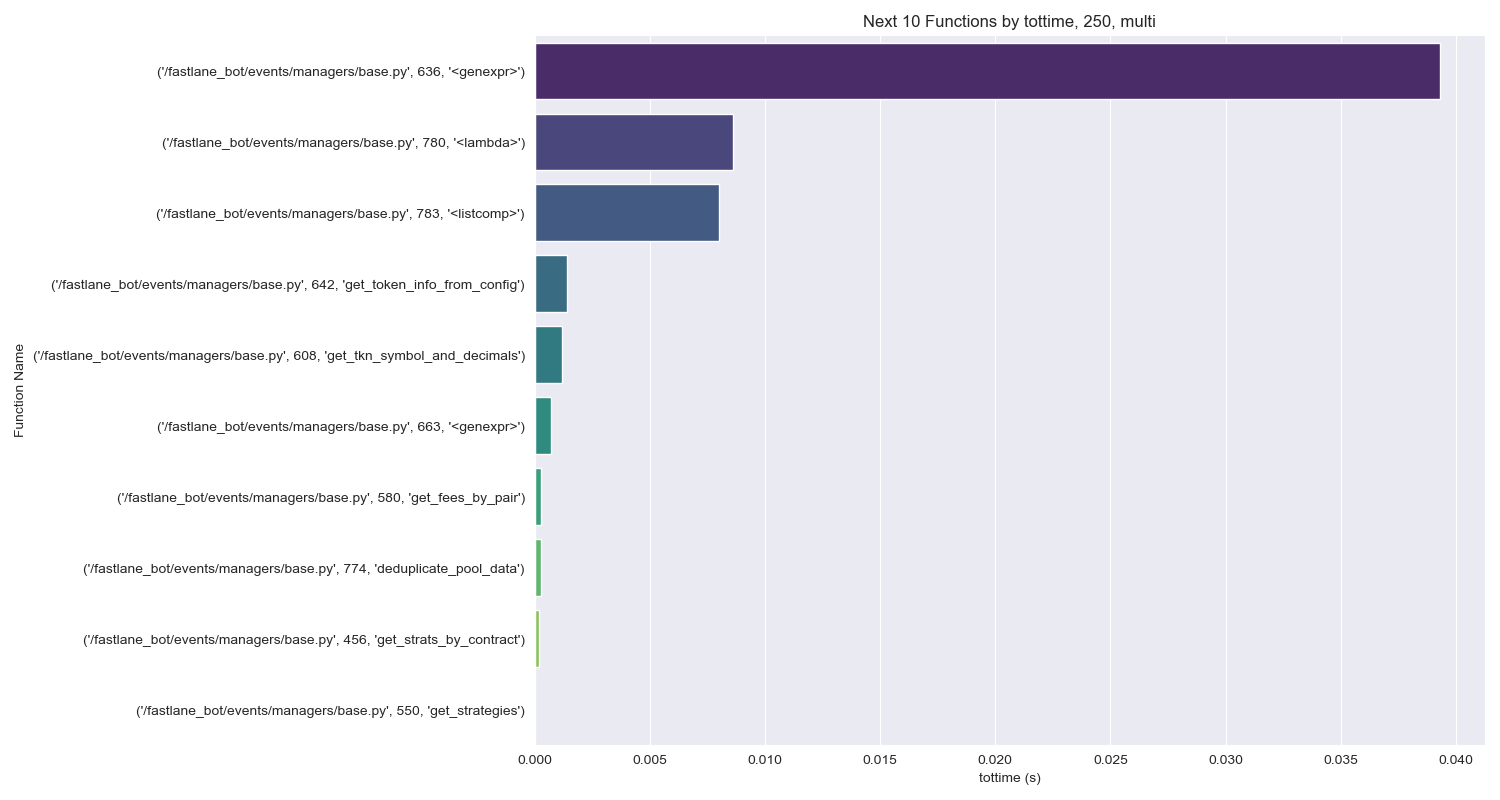 Next 10 Functions by tottime, 250, multi
('/fastlane_bot/events/managers/base.py', 636, '<genexpr>')
('/fastlane_bot/events/managers/base.py', 780, '<lambda>')
('/fastlane_bot/events/managers/base.py', 783, '<listcomp>')
('/fastlane_bot/events/managers/base.py', 642, 'get_token_info_from_config')
('/fastlane_bot/events/managers/base.py', 608, 'get_tkn_symbol_and_decimals')
('/fastlane_bot/events/managers/base.py', 663, '<genexpr>')
('/fastlane_bot/events/managers/base.py', 580, 'get_fees_by_pair')
('/fastlane_bot/events/managers/base.py', 774, 'deduplicate_pool_data')
('/fastlane_bot/events/managers/base.py', 456, 'get_strats_by_contract')
('/fastlane_bot/events/managers/base.py', 550, 'get_strategies')
Function Name
0.000 0.005 0.010 0.015 0.020 0.025 0.030 0.035 0.040
tottime (s)